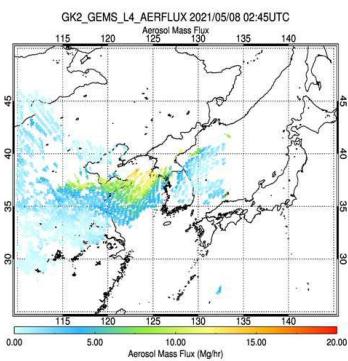 GK2_GEMS_L4_AERFLUX 2021/05/08 02:45UTC
Aerosol Mass Flux
115 120 125 130 135 140
45 45
40 40
35 35
30 30
115 120 125 130 135 140
0.00 5.00 10.00 15.00 20.00
Aerosol Mass Flux (Mg/hr)